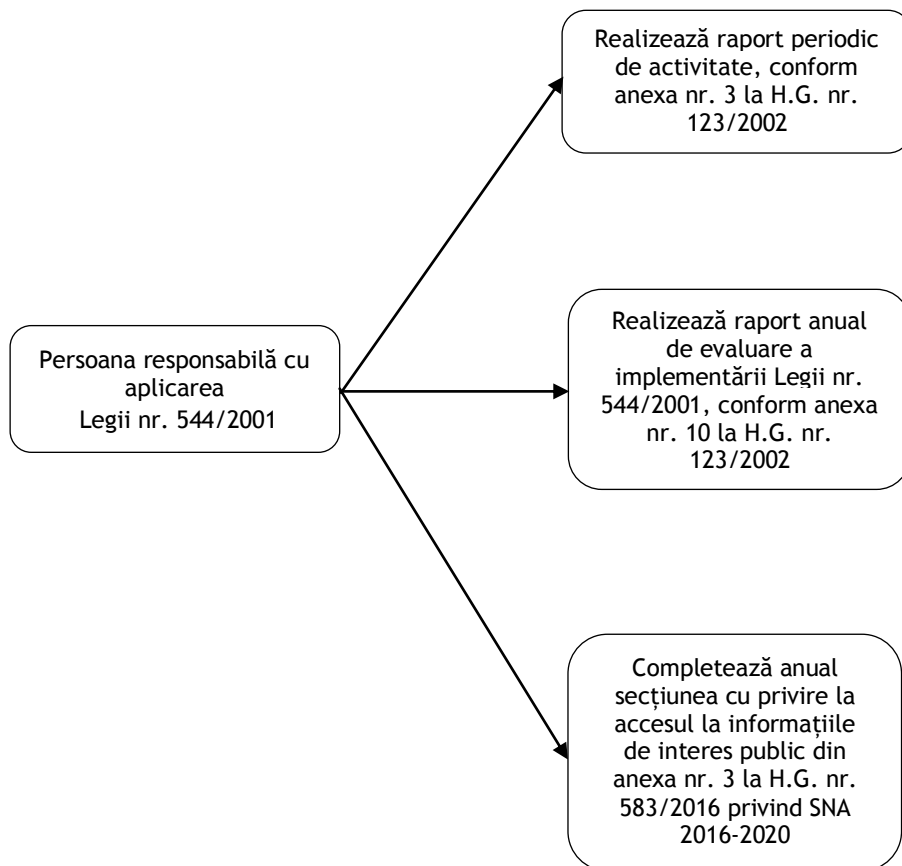 Realizează raport periodic
de activitate, conform
anexa nr. 3 la H.G. nr.
123/2002
Persoana responsabilă cu
aplicarea
Legii nr. 544/2001
Realizează raport anual
de evaluare a
implementării Legii nr.
544/2001, conform anexa
nr. 10 la H.G. nr.
123/2002
Completează anual
secțiunea cu privire la
accesul la informațiile
de interes public din
anexa nr. 3 la H.G. nr.
583/2016 privind SNA
2016-2020